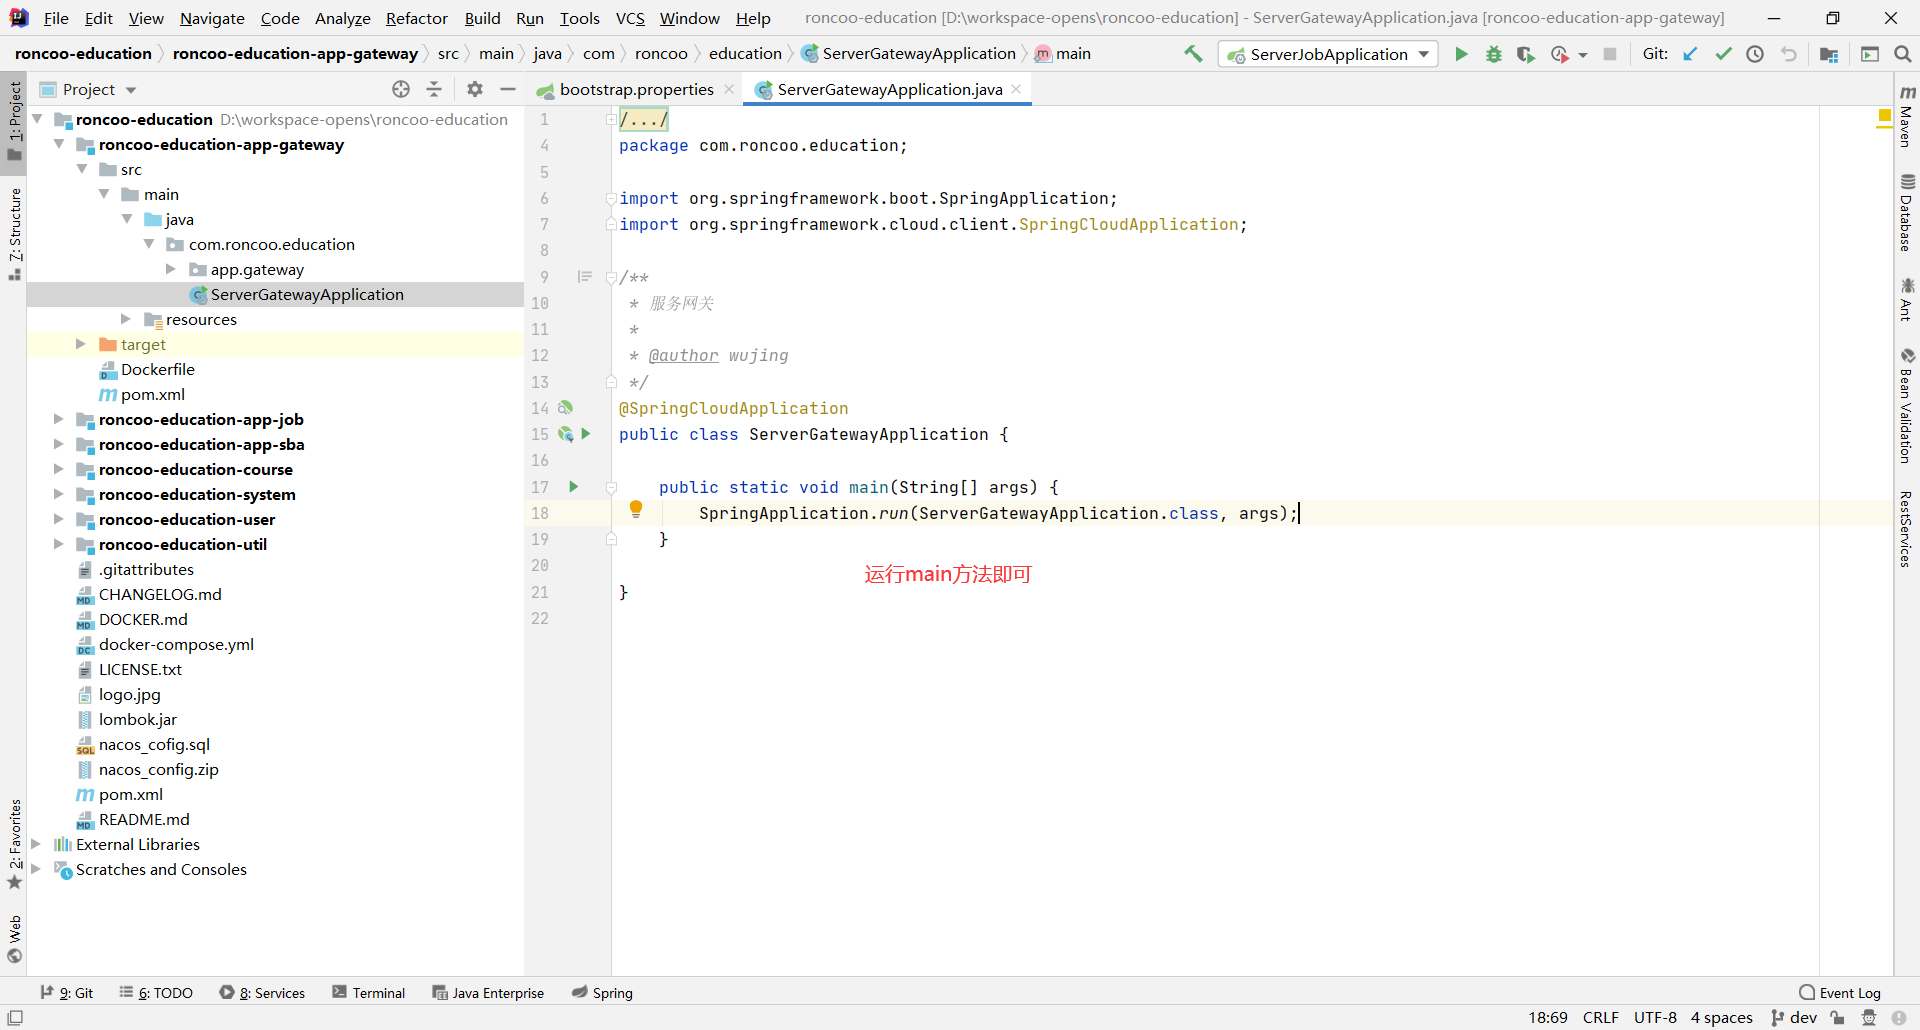 File Edit View Navigate Code Analyze Refactor Build Run Tools VCS Window Help roncoo-education [D:\workspace-opens\roncoo-education] - ServerGatewayApplication.java [roncoo-education-app-gateway]
roncoo-education roncoo-education-app-gateway src main java com roncoo education ServerGatewayApplication main ServerJobApplication Git:
Project
bootstrap.properties ServerGatewayApplication.java
1: Project
7: Structure
2: Favorites
Web
roncoo-education D:\workspace-opens\roncoo-education
roncoo-education-app-gateway
src
main
java
com.roncoo.education
app.gateway
ServerGatewayApplication
resources
target
Dockerfile
pom.xml
roncoo-education-app-job
roncoo-education-app-sba
roncoo-education-course
roncoo-education-system
roncoo-education-user
roncoo-education-util
.gitattributes
CHANGELOG.md
DOCKER.md
docker-compose.yml
LICENSE.txt
logo.jpg
lombok.jar
nacos_cofig.sql
nacos_config.zip
pom.xml
README.md
External Libraries
Scratches and Consoles
1 /.../
4 package com.roncoo.education;
5
6 import org.springframework.boot.SpringApplication;
7 import org.springframework.cloud.client.SpringCloudApplication;
8
9 /**
10 * 服务网关
11 *
12 * @author wujing
13 */
14 @SpringCloudApplication
15 public class ServerGatewayApplication {
16
17 public static void main(String[] args) {
18 SpringApplication.run(ServerGatewayApplication.class, args);
19 }
20
运行main方法即可
21 }
22
Maven
Database
Ant
Bean Validation
RestServices
9: Git 6: TODO 8: Services Terminal Java Enterprise Spring Event Log
18:69 CRLF UTF-8 4 spaces dev